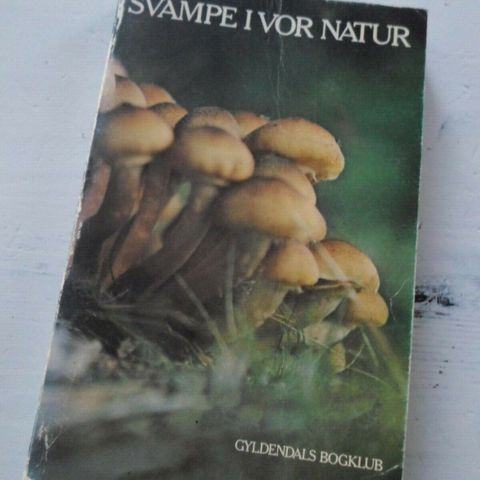 SVAMPE I VOR NATUR
GYLDENDALS BOGKLUB